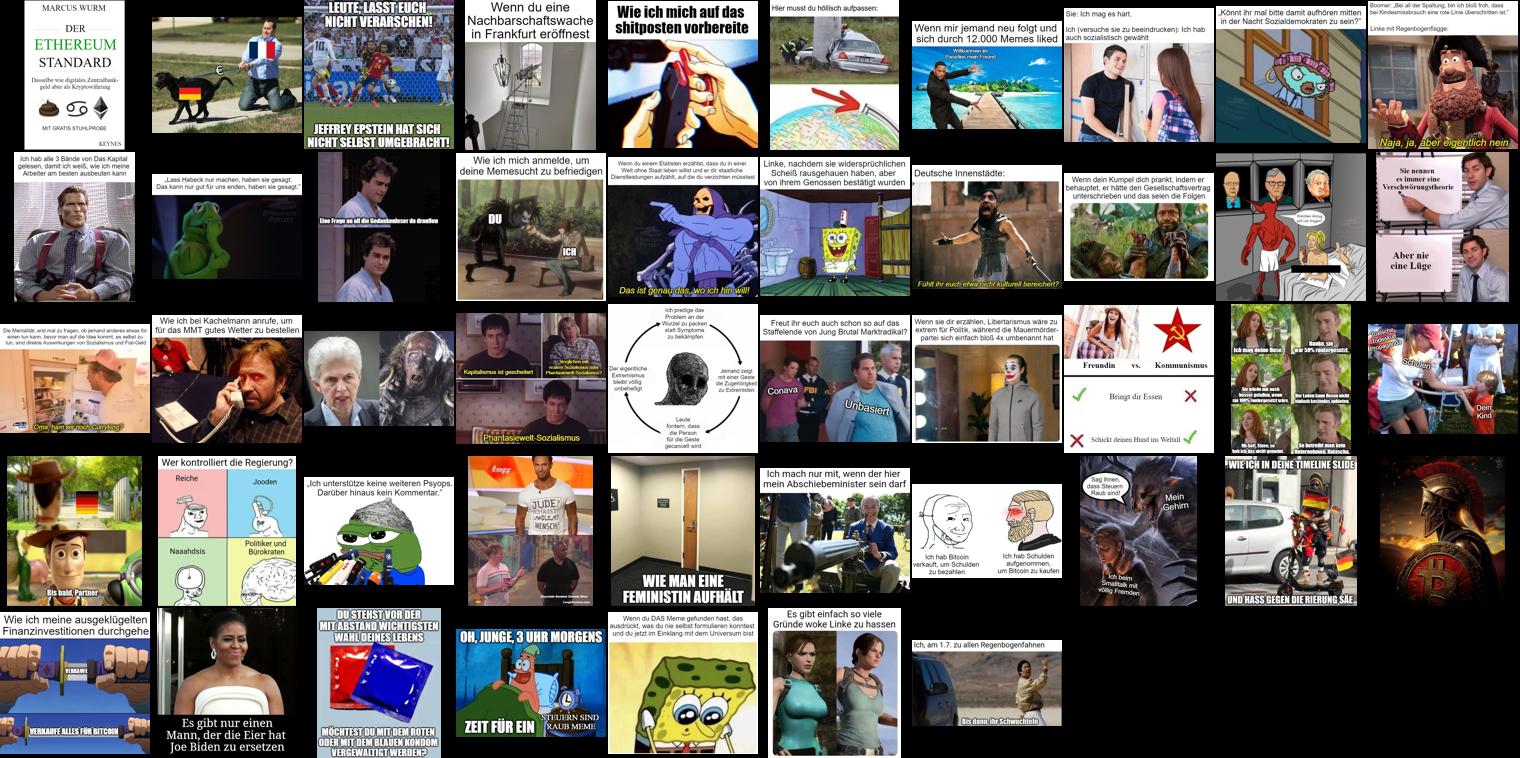 MARCUS WURM
DER
ETHEREUM
STANDARD
Dasselbe wie digitales Zentralbank-
geld aber als Kryptowährung
MIT GRATIS STUHLPROBE
KEYNES
€
LEUTE, LASST EUCH
NICHT VERARSCHEN!
JEFFREY EPSTEIN HAT SICH
NICHT SELBST UMGEBRACHT!
Wenn du eine
Nachbarschaftswache
in Frankfurt eröffnest
Wie ich mich auf das
shitposten vorbereite
Hier musst du höllisch aufpassen:
Wenn mir jemand neu folgt und
sich durch 12.000 Memes liked
Willkommen im
Paradies mein Freund
Sie: Ich mag es hart.
Ich (versuche sie zu beeindrucken): Ich hab
auch sozialistisch gewählt
„Könnt ihr mal bitte damit aufhören mitten
in der Nacht Sozialdemokraten zu sein?"
Boomer: „Bei all der Spaltung, bin ich bloß froh, dass
bei Kindesmissbrauch eine rote Linie überschritten ist."
Linke mit Regenbogenflagge:
Naja, ja, aber eigentlich nein
Ich hab alle 3 Bände von Das Kapital
gelesen, damit ich weiß, wie ich meine
Arbeiter am besten ausbeuten kann
„Lass Habeck nur machen, haben sie gesagt.
Das kann nur gut für uns enden, haben sie gesagt."
Eine Frage an all die Gedankenleser da draußen
Wie ich mich anmelde, um
deine Memesucht zu befriedigen
DU
ICH
Wenn du einem Etatisten erzählst, dass du in einer
Welt ohne Staat leben willst und er dir staatliche
Dienstleistungen aufzählt, auf die du verzichten müsstest
Das ist genau das, wo ich hin will!
Linke, nachdem sie widersprüchlichen
Scheiß rausgehauen haben, aber
von ihrem Genossen bestätigt wurden
Deutsche Innenstädte:
Fühlt ihr euch etwa nicht kulturell bereichert?
Wenn dein Kumpel dich prankt, indem er
behauptet, er hätte den Gesellschaftsvertrag
unterschrieben und das seien die Folgen
Welchen Anzug
soll ich tragen?
Sie nennen
es immer eine
Verschwörungstheorie
Aber nie
eine Lüge
Die Mentalität, erst mal zu fragen, ob jemand anderes etwas für
einen tun kann, bevor man auf die Idee kommt, es selbst zu
tun, sind direkte Auswirkungen von Sozialismus und Fiat-Geld
Oma, ham wir noch Curryking?
Wie ich bei Kachelmann anrufe, um
für das MMT gutes Wetter zu bestellen
Kapitalismus ist gescheitert
Verglichen mit
realem Sozialismus oder
Phantasiewelt-Sozialismus?
Phantasiewelt-Sozialismus
Ich predige das
Problem an der
Wurzel zu packen
statt Symptome
zu bekämpfen
Jemand zeigt
mit einer Geste
die Zugehörigkeit
zu Extremisten
Leute
fordern, dass
die Person
für die Geste
gecancelt wird
Der eigentliche
Extremismus
bleibt völlig
unbehelligt
Freut ihr euch auch schon so auf das
Staffelende von Jung Brutal Marktradikal?
Conava
FBI
Unbasiert
Wenn sie dir erzählen, Libertarismus wäre zu
extrem für Politik, während die Mauermörder-
partei sich einfach bloß 4x umbenannt hat
Freundin vs. Kommunismus
Bringt dir Essen
Schickt deinen Hund ins Weltall
Ich mag deine Hose.
Danke, sie
war 50% runtergesetzt.
Sie würde mir noch
besser gefallen, wenn
sie 100% runtergesetzt wäre.
Der Laden kann Hosen nicht
einfach kostenlos anbieten.
So betreibt man kein
Unternehmen, Natascha.
Toxische
Todeskult
Propaganda
Schulen
Dein
Kind
Bis bald, Partner
Wer kontrolliert die Regierung?
Reiche
Jooden
Naaahdsis
Politiker und
Bürokraten
„Ich unterstütze keine weiteren Psyops.
Darüber hinaus kein Kommentar."
taff
JUDE?
MENSCH!
WIE MAN EINE
FEMINISTIN AUFHÄLT
Ich mach nur mit, wenn der hier
mein Abschiebeminister sein darf
Ich hab Bitcoin
verkauft, um Schulden
zu bezahlen
Ich hab Schulden
aufgenommen,
um Bitcoin zu kaufen
Sag ihnen,
dass Steuern
Raub sind!
Mein
Gehirn
Ich beim
Smalltalk mit
völlig Fremden
WIE ICH IN DEINE TIMELINE SLIDE
UND HASS GEGEN DIE RIERUNG SÄE
Wie ich meine ausgeklügelten
Finanzinvestitionen durchgehe
VERKAUFE
VERKAUFE ALLES FÜR BITCOIN
Es gibt nur einen
Mann, der die Eier hat
Joe Biden zu ersetzen
DU STEHST VOR DER
MIT ABSTAND WICHTIGSTEN
WAHL DEINES LEBENS
MÖCHTEST DU MIT DEM ROTEN
ODER MIT DEM BLAUEN KONDOM
VERGEWALTIGT WERDEN?
OH, JUNGE, 3 UHR MORGENS
ZEIT FÜR EIN
STEUERN SIND
RAUB MEME
Wenn du DAS Meme gefunden hast, das
ausdrückt, was du nie selbst formulieren konntest
und du jetzt im Einklang mit dem Universum bist
Es gibt einfach so viele
Gründe woke Linke zu hassen
Ich, am 1.7. zu allen Regenbogenfahnen
Bis dann, ihr Schwuchteln